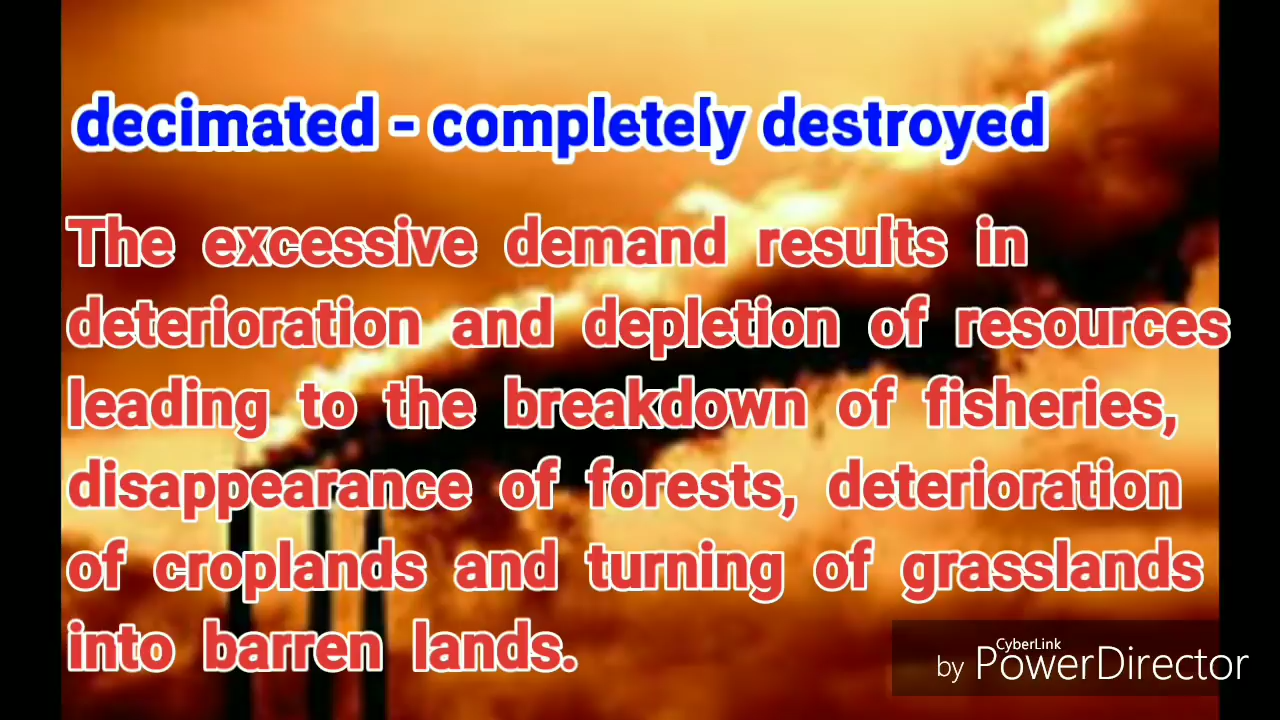 decimated - completely destroyed
The excessive demand results in
deterioration and depletion of resources
leading to the breakdown of fisheries,
disappearance of forests, deterioration
of croplands and turning of grasslands
into barren lands.
CyberLink
by PowerDirector